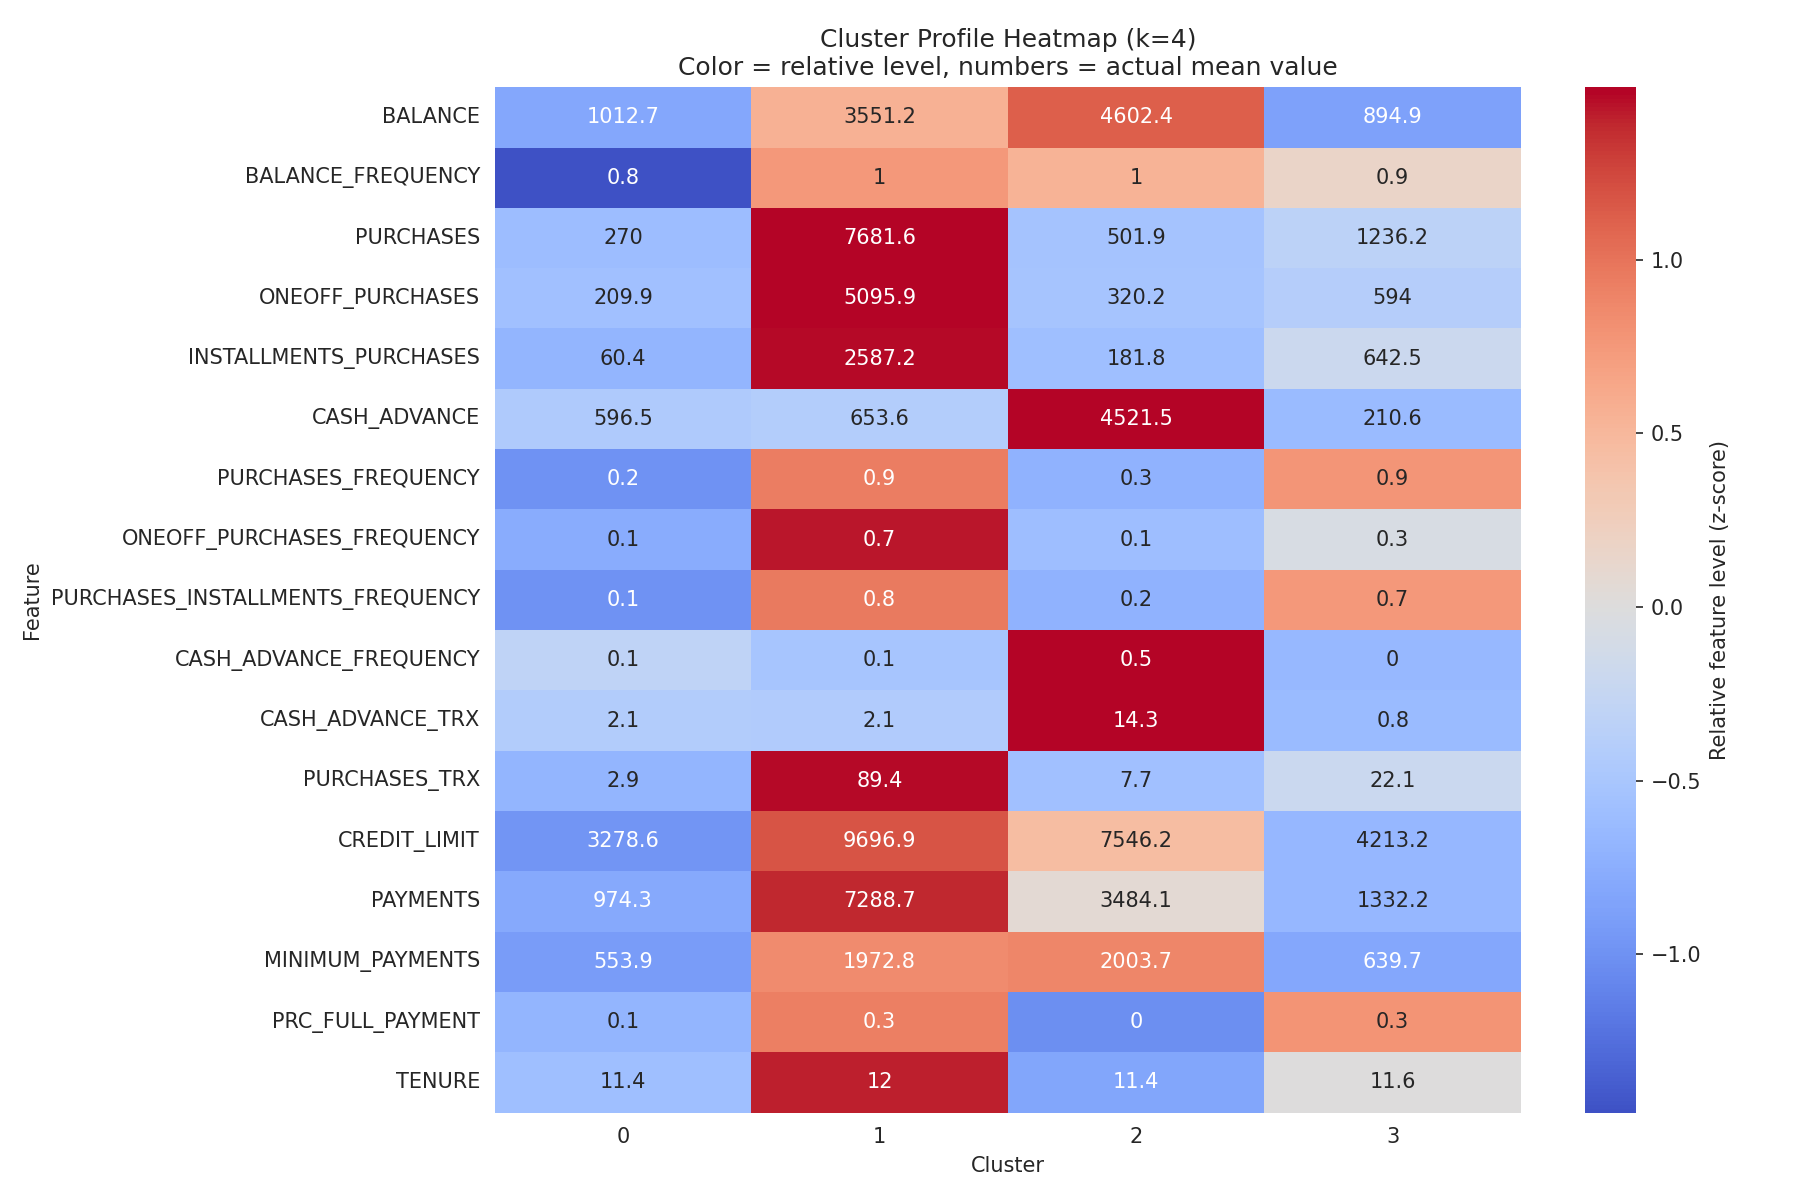 Cluster Profile Heatmap (k=4)
Color = relative level, numbers = actual mean value
BALANCE 1012.7 3551.2 4602.4 894.9
BALANCE_FREQUENCY 0.8 1 1 0.9
PURCHASES 270 7681.6 501.9 1236.2
ONEOFF_PURCHASES 209.9 5095.9 320.2 594
INSTALLMENTS_PURCHASES 60.4 2587.2 181.8 642.5
CASH_ADVANCE 596.5 653.6 4521.5 210.6
PURCHASES_FREQUENCY 0.2 0.9 0.3 0.9
ONEOFF_PURCHASES_FREQUENCY 0.1 0.7 0.1 0.3
PURCHASES_INSTALLMENTS_FREQUENCY 0.1 0.8 0.2 0.7
CASH_ADVANCE_FREQUENCY 0.1 0.1 0.5 0
CASH_ADVANCE_TRX 2.1 2.1 14.3 0.8
PURCHASES_TRX 2.9 89.4 7.7 22.1
CREDIT_LIMIT 3278.6 9696.9 7546.2 4213.2
PAYMENTS 974.3 7288.7 3484.1 1332.2
MINIMUM_PAYMENTS 553.9 1972.8 2003.7 639.7
PRC_FULL_PAYMENT 0.1 0.3 0 0.3
TENURE 11.4 12 11.4 11.6
0 1 2 3
Cluster
Feature
1.0
0.5
0.0
−0.5
−1.0
Relative feature level (z-score)